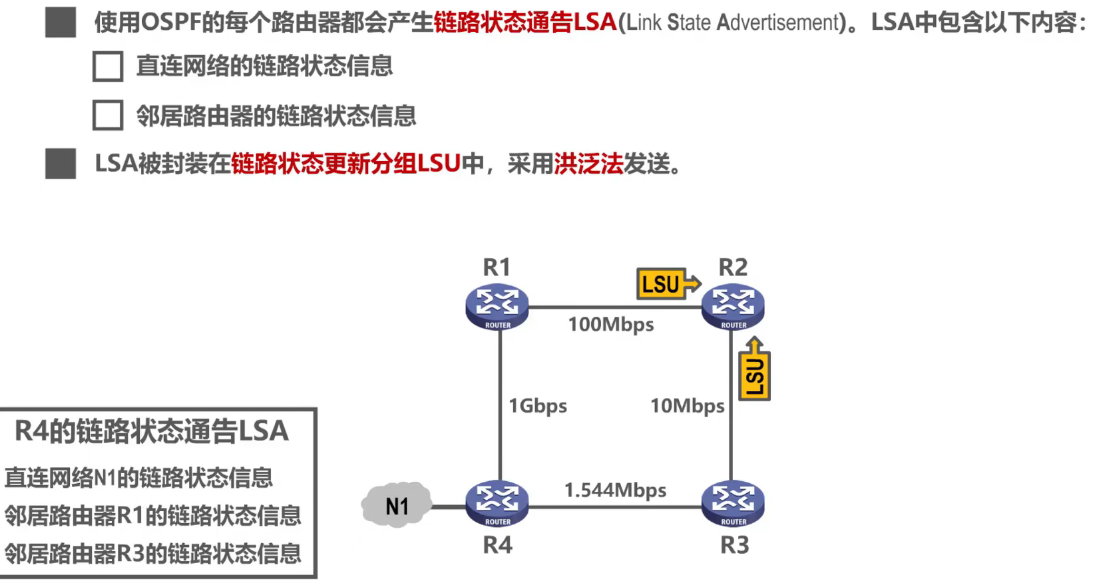 使用OSPF的每个路由器都会产生链路状态通告LSA(Link State Advertisement)。LSA中包含以下内容：
直连网络的链路状态信息
邻居路由器的链路状态信息
LSA被封装在链路状态更新分组LSU中，采用洪泛法发送。
R1
R2
LSU
ROUTER
ROUTER
100Mbps
LSU
1Gbps
10Mbps
R4的链路状态通告LSA
直连网络N1的链路状态信息
邻居路由器R1的链路状态信息
邻居路由器R3的链路状态信息
N1
1.544Mbps
ROUTER
ROUTER
R4
R3